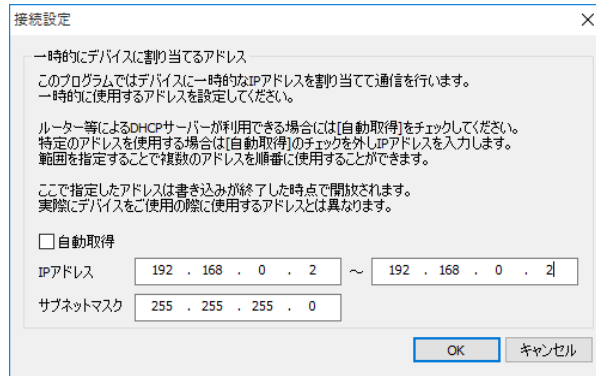 接続設定
一時的にデバイスに割り当てるアドレス
このプログラムではデバイスに一時的なIPアドレスを割り当てて通信を行います。
一時的に使用するアドレスを設定してください。
ルーター等によるDHCPサーバーが利用できる場合には[自動取得]をチェックしてください。
特定のアドレスを使用する場合は[自動取得]のチェックを外しIPアドレスを入力します。
範囲を指定することで複数のアドレスを順番に使用することができます。
ここで指定したアドレスは書き込みが終了した時点で開放されます。
実際にデバイスをご使用の際に使用するアドレスとは異なります。
自動取得
IPアドレス 192 . 168 . 0 . 2 ～ 192 . 168 . 0 . 2
サブネットマスク 255 . 255 . 255 . 0
OK キャンセル